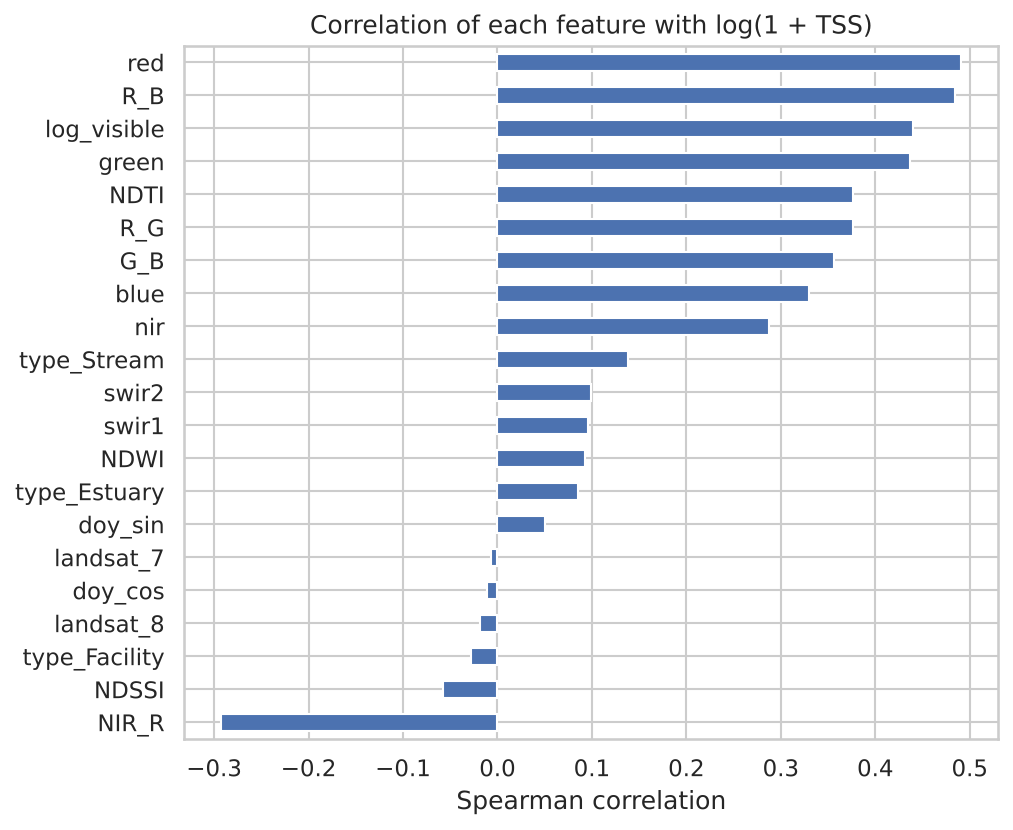 Correlation of each feature with log(1 + TSS)
red
R_B
log_visible
green
NDTI
R_G
G_B
blue
nir
type_Stream
swir2
swir1
NDWI
type_Estuary
doy_sin
landsat_7
doy_cos
landsat_8
type_Facility
NDSSI
NIR_R
−0.3 −0.2 −0.1 0.0 0.1 0.2 0.3 0.4 0.5
Spearman correlation